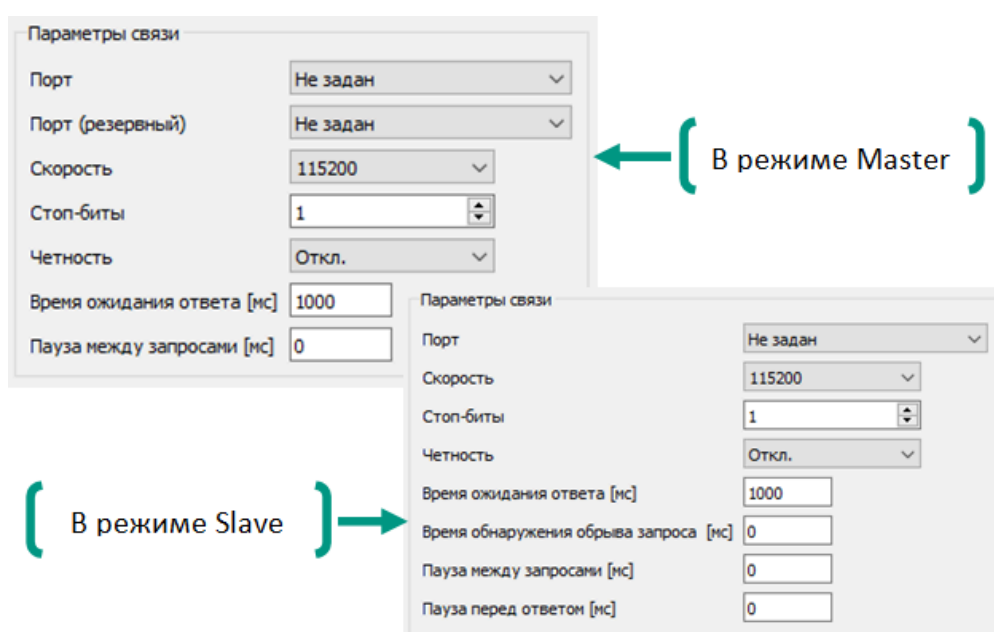 Параметры связи
Порт Не задан
Порт (резервный) Не задан
Скорость 115200
Стоп-биты 1
Четность Откл.
Время ожидания ответа [мс] 1000
Пауза между запросами [мс] 0
В режиме Master
Параметры связи
Порт Не задан
Скорость 115200
Стоп-биты 1
Четность Откл.
Время ожидания ответа [мс] 1000
Время обнаружения обрыва запроса [мс] 0
Пауза между запросами [мс] 0
Пауза перед ответом [мс] 0
В режиме Slave